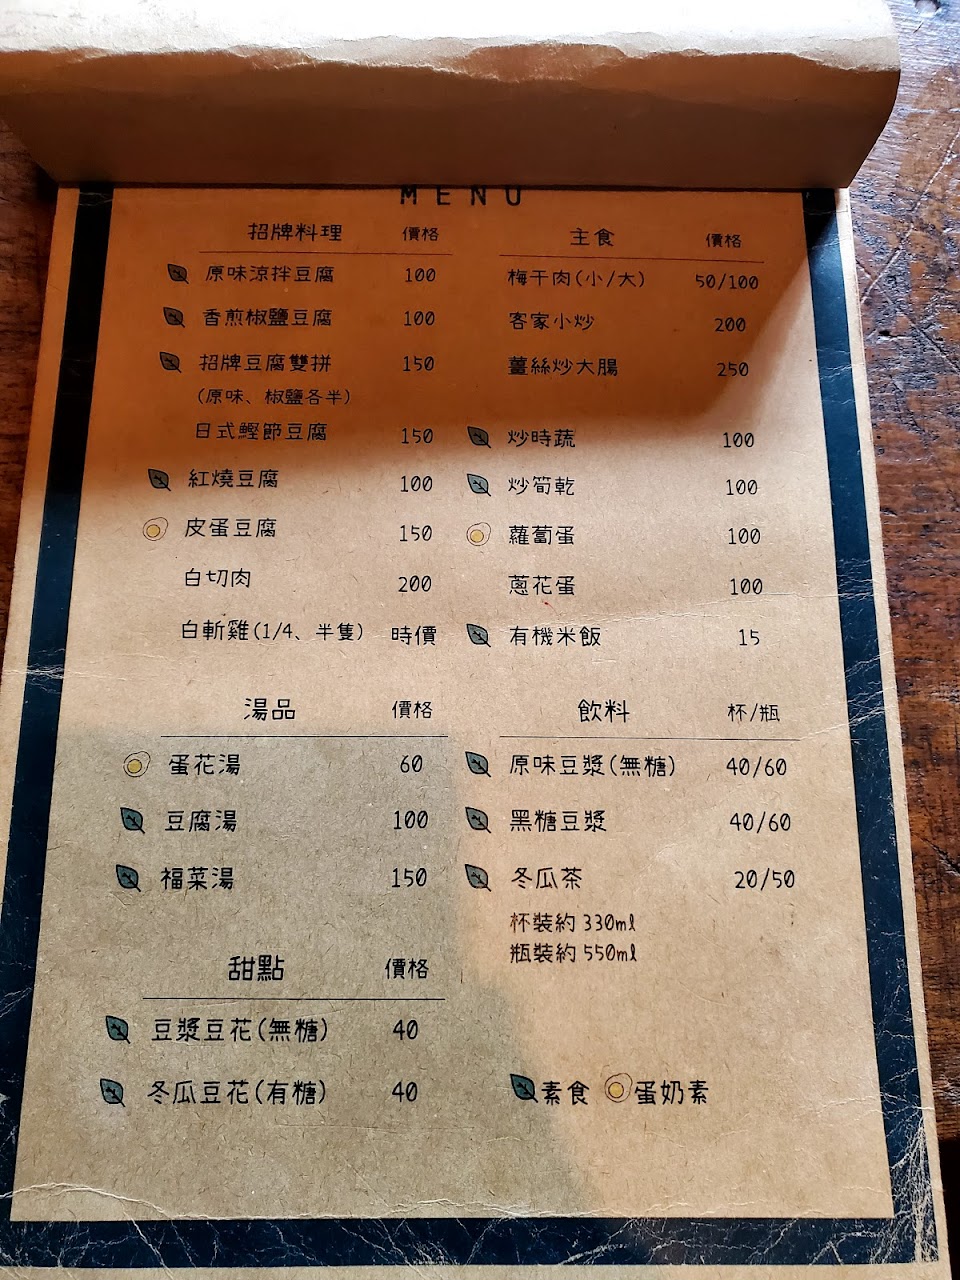 MENU
招牌料理 價格
原味涼拌豆腐 100
香煎椒鹽豆腐 100
招牌豆腐雙拼 150
(原味、椒鹽各半)
日式鰹節豆腐 150
紅燒豆腐 100
皮蛋豆腐 150
白切肉 200
白斬雞(1/4、半隻) 時價
湯品 價格
蛋花湯 60
豆腐湯 100
福菜湯 150
甜點 價格
豆漿豆花(無糖) 40
冬瓜豆花(有糖) 40
主食 價格
梅干肉(小/大) 50/100
客家小炒 200
薑絲炒大腸 250
炒時蔬 100
炒筍乾 100
蘿蔔蛋 100
蔥花蛋 100
有機米飯 15
飲料 杯/瓶
原味豆漿(無糖) 40/60
黑糖豆漿 40/60
冬瓜茶 20/50
杯裝約 330ml
瓶裝約 550ml
素食 蛋奶素